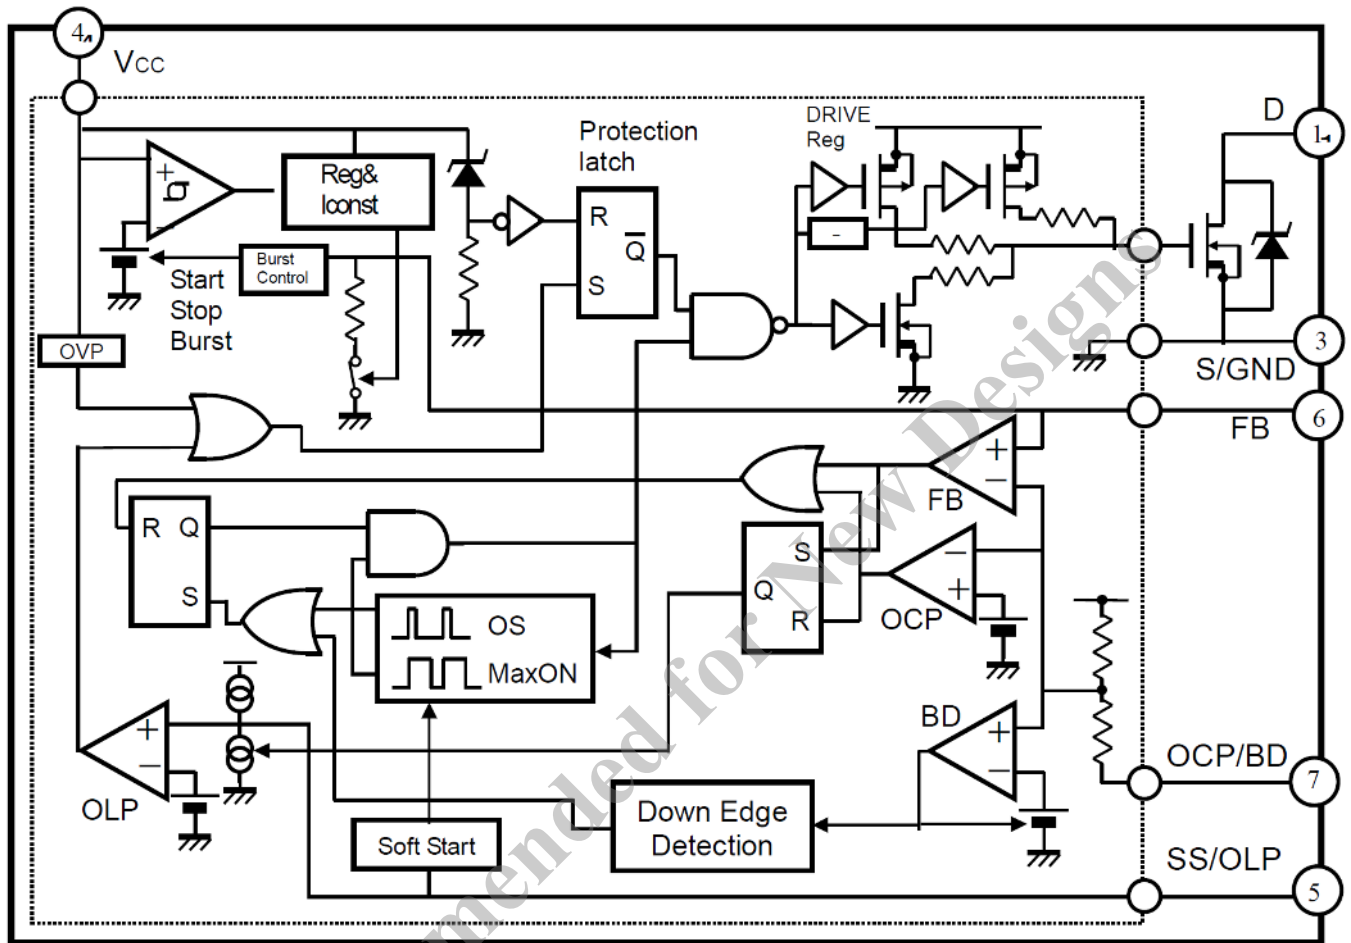 4
VCC
DRIVE
Reg
D
1
Protection
latch
+
−
Reg&
Iconst
R
Q
S
-
Burst
Control
Start
Stop
Burst
OVP
3
S/GND
6
FB
+
−
FB
R Q
S
S
Q
R
−
+
OCP
OS
MaxON
BD
+
−
OCP/BD
7
+
−
OLP
Down Edge
Detection
Soft Start
SS/OLP
5
mended for New Designs